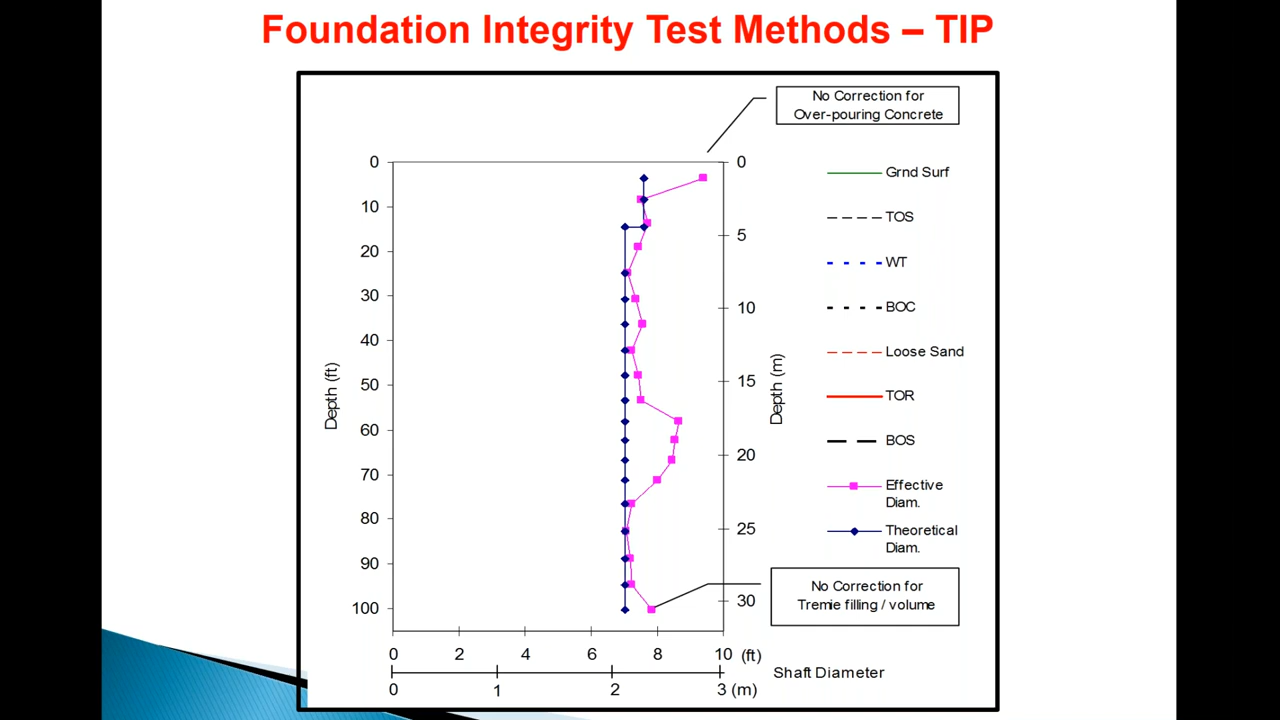 Foundation Integrity Test Methods – TIP
No Correction for
Over-pouring Concrete
0
10
20
30
40
50
60
70
80
90
100
Depth (ft)
0
5
10
15
20
25
30
Depth (m)
Grnd Surf
TOS
WT
BOC
Loose Sand
TOR
BOS
Effective
Diam.
Theoretical
Diam.
No Correction for
Tremie filling / volume
0 2 4 6 8 10 (ft)
Shaft Diameter
0 1 2 3 (m)